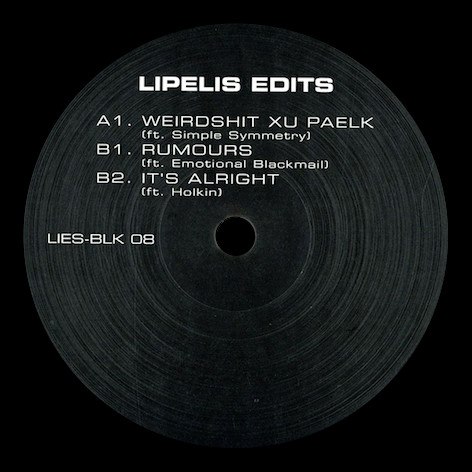 LIPELIS EDITS
A1. WEIRDSHIT XU PAELK
(ft. Simple Symmetry)
B1. RUMOURS
(ft. Emotional Blackmail)
B2. IT'S ALRIGHT
(ft. Holkin)
LIES-BLK 08